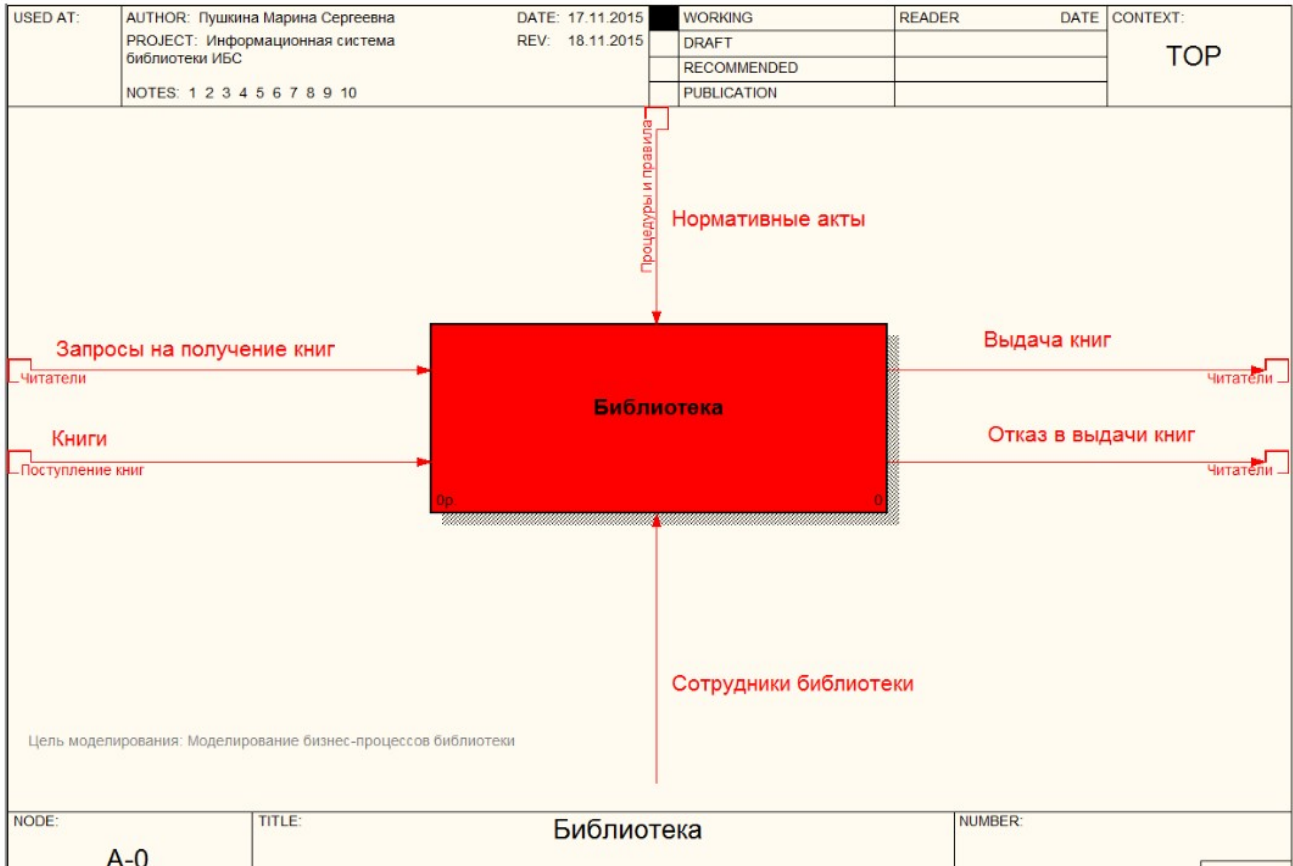 USED AT:
AUTHOR: Пушкина Марина Сергеевна
DATE: 17.11.2015
WORKING
READER
DATE
CONTEXT:
PROJECT: Информационная система
библиотеки ИБС
REV: 18.11.2015
DRAFT
TOP
RECOMMENDED
NOTES: 1 2 3 4 5 6 7 8 9 10
PUBLICATION
Процедуры и правила
Нормативные акты
Запросы на получение книг
Читатели
Выдача книг
Читатели
Библиотека
Книги
Поступление книг
Отказ в выдачи книг
Читатели
0р
0
Сотрудники библиотеки
Цель моделирования: Моделирование бизнес-процессов библиотеки
NODE:
TITLE:
Библиотека
NUMBER:
A-0